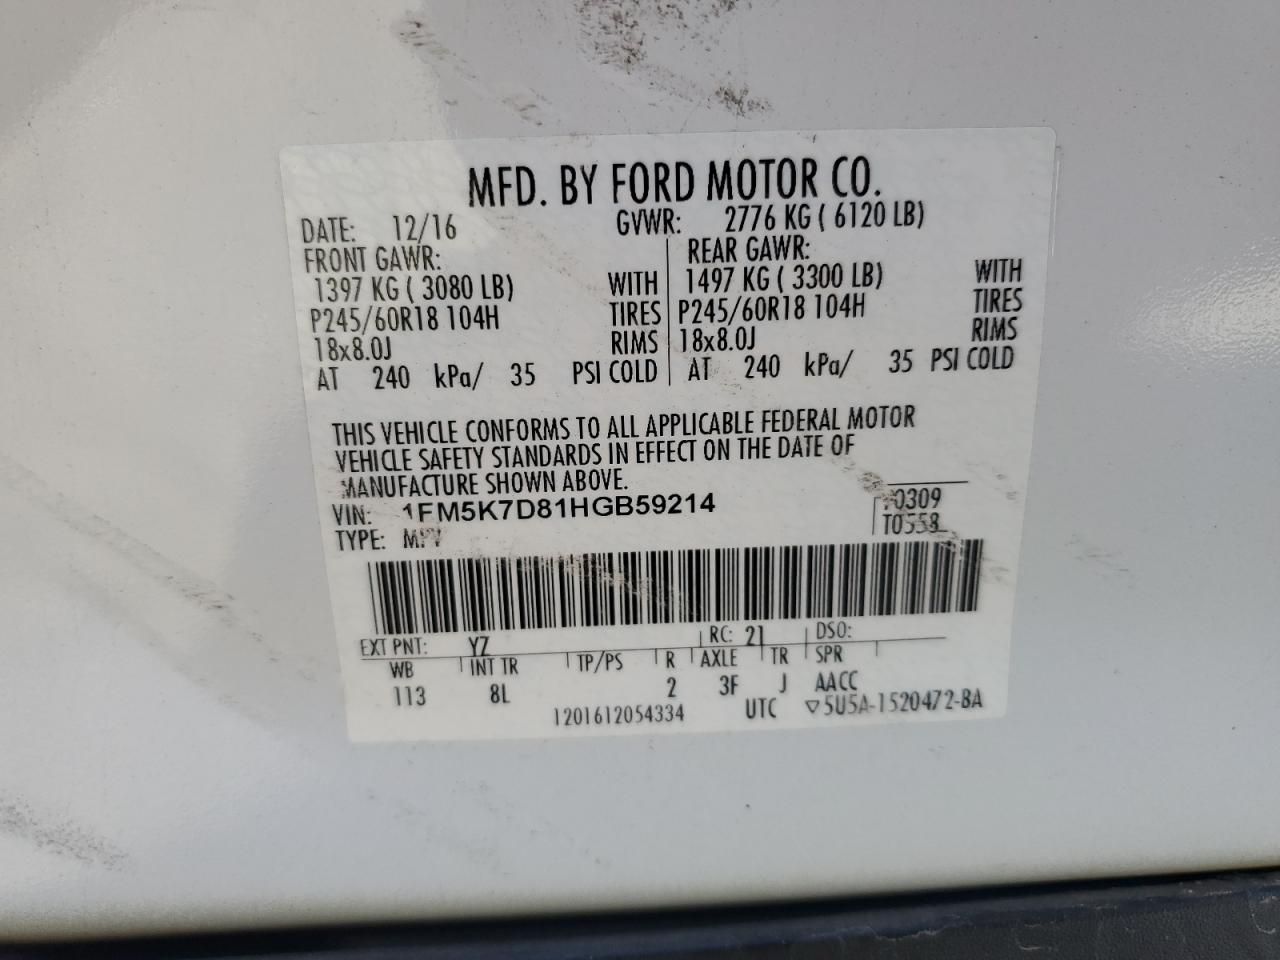 MFD. BY FORD MOTOR CO.
DATE: 12/16 GVWR: 2776 KG ( 6120 LB)
FRONT GAWR: REAR GAWR:
1397 KG ( 3080 LB) WITH 1497 KG ( 3300 LB) WITH
P245/60R18 104H TIRES P245/60R18 104H TIRES
18x8.0J RIMS 18x8.0J RIMS
AT 240 kPa/ 35 PSI COLD AT 240 kPa/ 35 PSI COLD
THIS VEHICLE CONFORMS TO ALL APPLICABLE FEDERAL MOTOR
VEHICLE SAFETY STANDARDS IN EFFECT ON THE DATE OF
MANUFACTURE SHOWN ABOVE.
VIN: 1FM5K7D81HGB59214
TYPE: MPV T0558
EXT PNT: YZ RC: 21 DSO:
WB INT TR TP/PS R AXLE TR SPR
113 8L 2 3F J AACC
1201612054334 UTC ▽5U5A-1520472-BA